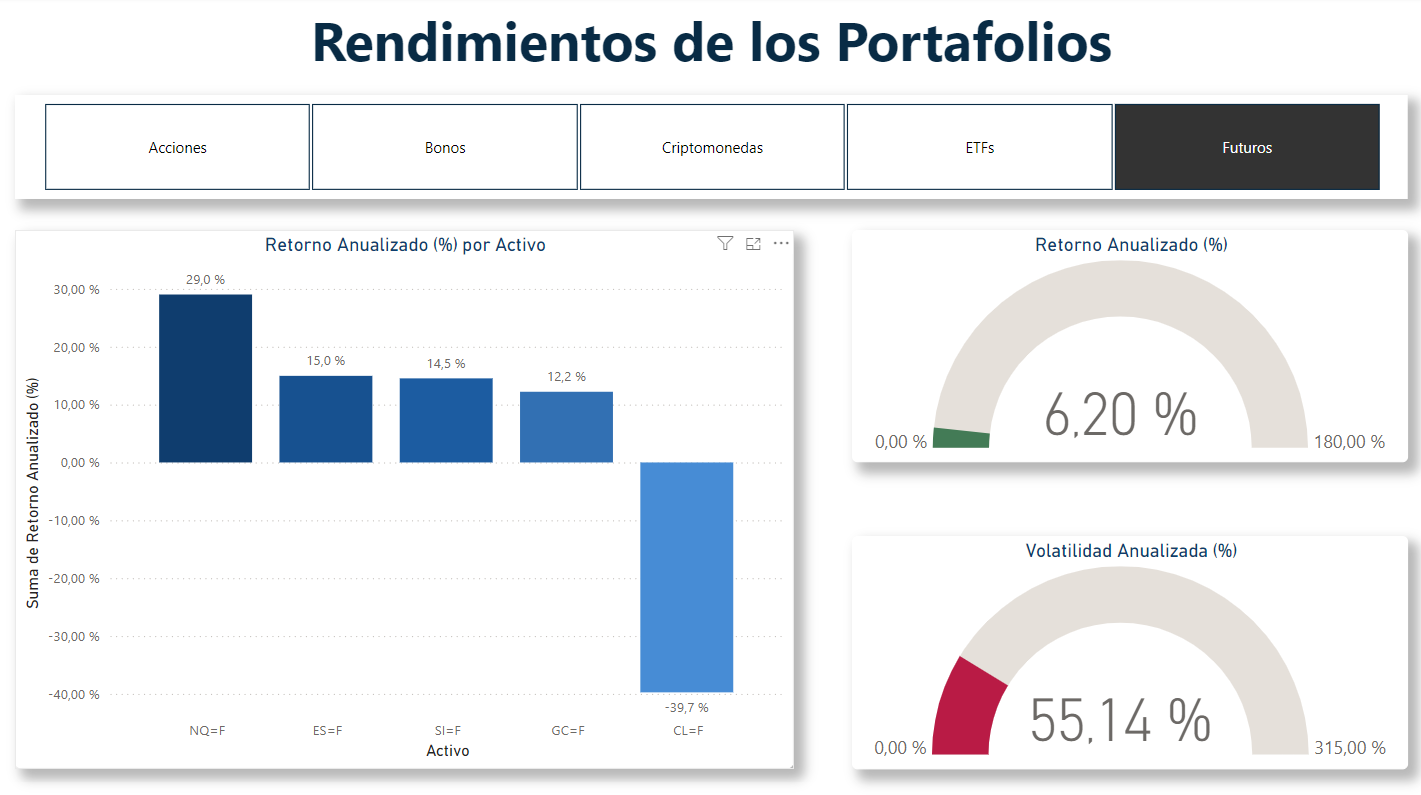 Rendimientos de los Portafolios
Acciones
Bonos
Criptomonedas
ETFs
Futuros
Retorno Anualizado (%) por Activo
Suma de Retorno Anualizado (%)
30,00 %
20,00 %
10,00 %
0,00 %
-10,00 %
-20,00 %
-30,00 %
-40,00 %
29,0 %
15,0 %
14,5 %
12,2 %
-39,7 %
NQ=F
ES=F
SI=F
GC=F
CL=F
Activo
Retorno Anualizado (%)
6,20 %
0,00 %
180,00 %
Volatilidad Anualizada (%)
55,14 %
0,00 %
315,00 %